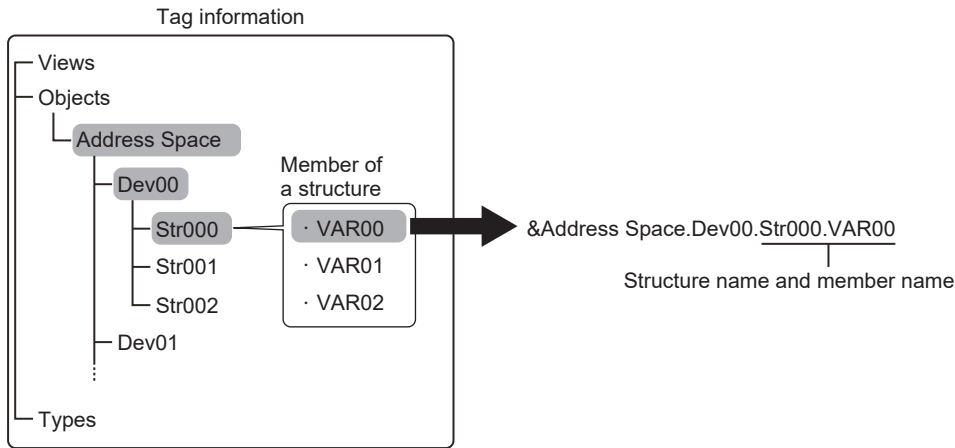 Tag information
Views
Objects
Address Space
Dev00
Str000
Str001
Str002
Dev01
Types
Member of
a structure
· VAR00
· VAR01
· VAR02
&Address Space.Dev00.Str000.VAR00
Structure name and member name